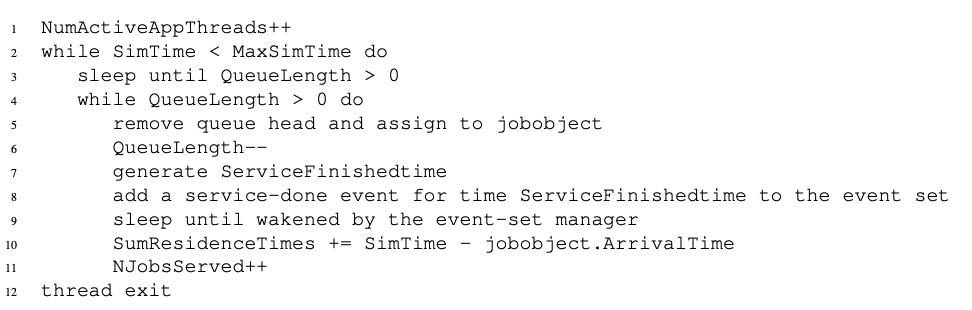 1 NumActiveAppThreads++
2 while SimTime < MaxSimTime do
3 sleep until QueueLength > 0
4 while QueueLength > 0 do
5 remove queue head and assign to jobobject
6 QueueLength--
7 generate ServiceFinishedtime
8 add a service-done event for time ServiceFinishedtime to the event set
9 sleep until wakened by the event-set manager
10 SumResidenceTimes += SimTime - jobobject.ArrivalTime
11 NJobsServed++
12 thread exit